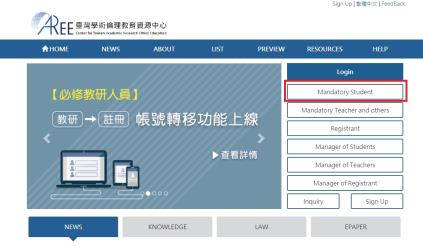 Sign Up | 繁體中文 | FeedBack
AREE 臺灣學術倫理教育資源中心
Center for Taiwan Academic Research Ethics Education
HOME NEWS ABOUT LIST PREVIEW RESOURCES HELP
Login
【必修教研人員】
教研 → 註冊 帳號轉移功能上線
▶查看詳情
Mandatory Student
Mandatory Teacher and others
Registrant
Manager of Students
Manager of Teachers
Manager of Registrant
Inquiry Sign Up
NEWS KNOWLEDGE LAW EPAPER